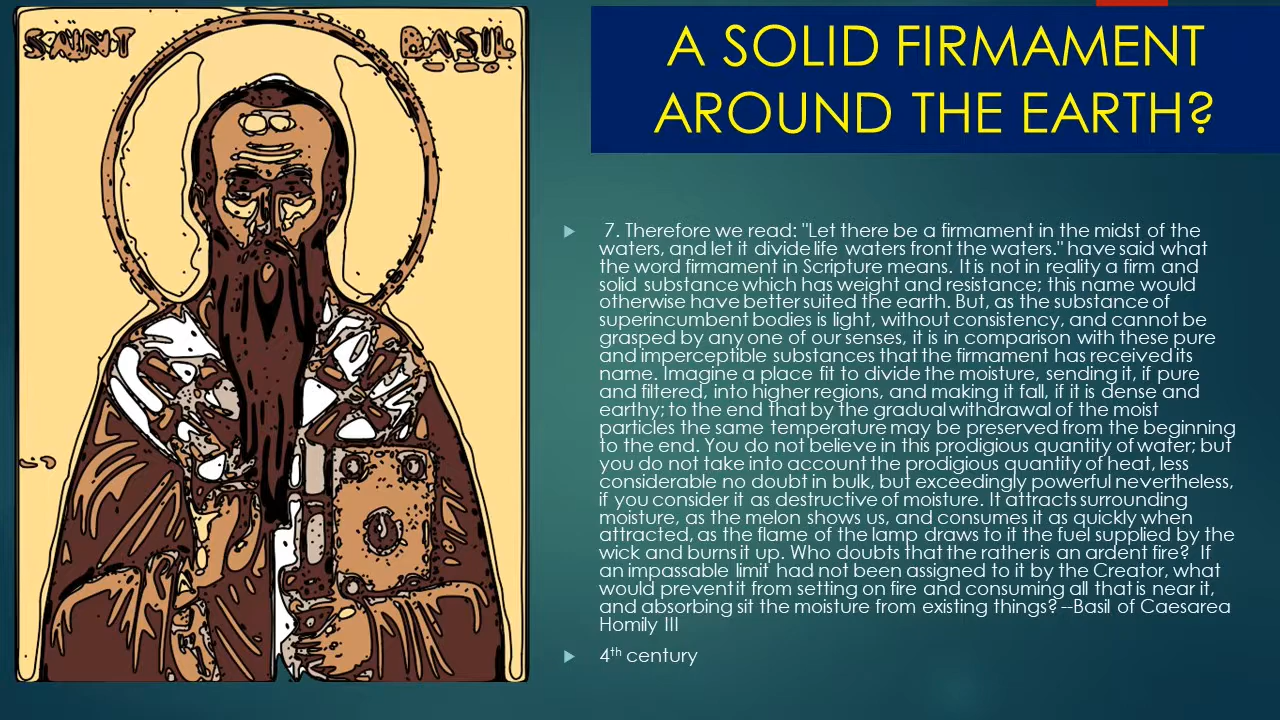 SAINT BASIL
A SOLID FIRMAMENT
AROUND THE EARTH?
7. Therefore we read: "Let there be a firmament in the midst of the
waters, and let it divide life waters front the waters." have said what
the word firmament in Scripture means. It is not in reality a firm and
solid substance which has weight and resistance; this name would
otherwise have better suited the earth. But, as the substance of
superincumbent bodies is light, without consistency, and cannot be
grasped by any one of our senses, it is in comparison with these pure
and imperceptible substances that the firmament has received its
name. Imagine a place fit to divide the moisture, sending it, if pure
and filtered, into higher regions, and making it fall, if it is dense and
earthy; to the end that by the gradual withdrawal of the moist
particles the same temperature may be preserved from the beginning
to the end. You do not believe in this prodigious quantity of water; but
you do not take into account the prodigious quantity of heat, less
considerable no doubt in bulk, but exceedingly powerful nevertheless,
if you consider it as destructive of moisture. It attracts surrounding
moisture, as the melon shows us, and consumes it as quickly when
attracted, as the flame of the lamp draws to it the fuel supplied by the
wick and burns it up. Who doubts that the rather is an ardent fire? If
an impassable limit had not been assigned to it by the Creator, what
would prevent it from setting on fire and consuming all that is near it,
and absorbing sit the moisture from existing things? --Basil of Caesarea
Homily III
4th century